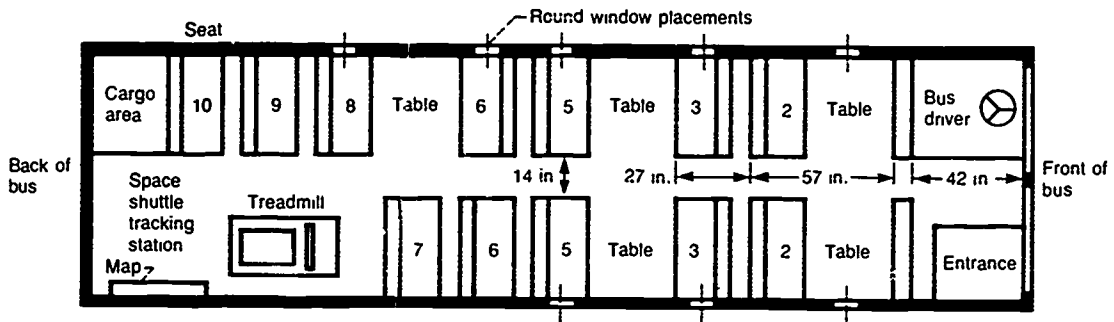 Round window placements
Seat
Cargo
area
10
9
8
Table
6
5
Table
3
2
Table
Bus
driver
Back of
bus
14 in
27 in.
57 in.
42 in
Front of
bus
Space
shuttle
tracking
station
Treadmill
Map
7
6
5
Table
3
2
Table
Entrance